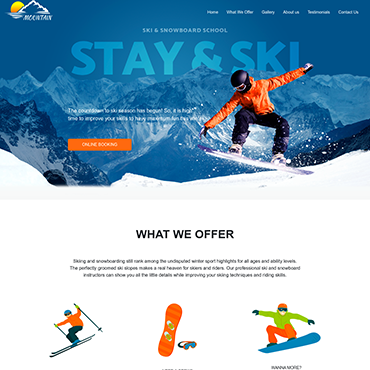 MOUNTAIN
Home What We Offer Gallery About us Testimonials Contact Us
SKI & SNOWBOARD SCHOOL
STAY & SKI
The countdown to ski season has begun! So, it is high
time to improve your skills to have maximum fun this winter.
ONLINE BOOKING
WHAT WE OFFER
Skiing and snowboarding still rank among the undisputed winter sport highlights for all ages and ability levels.
The perfectly groomed ski slopes makes a real heaven for skiers and riders. Our professional ski and snowboard
instructors can show you all the little details while improving your skiing techniques and riding skills.
WANNA MORE?